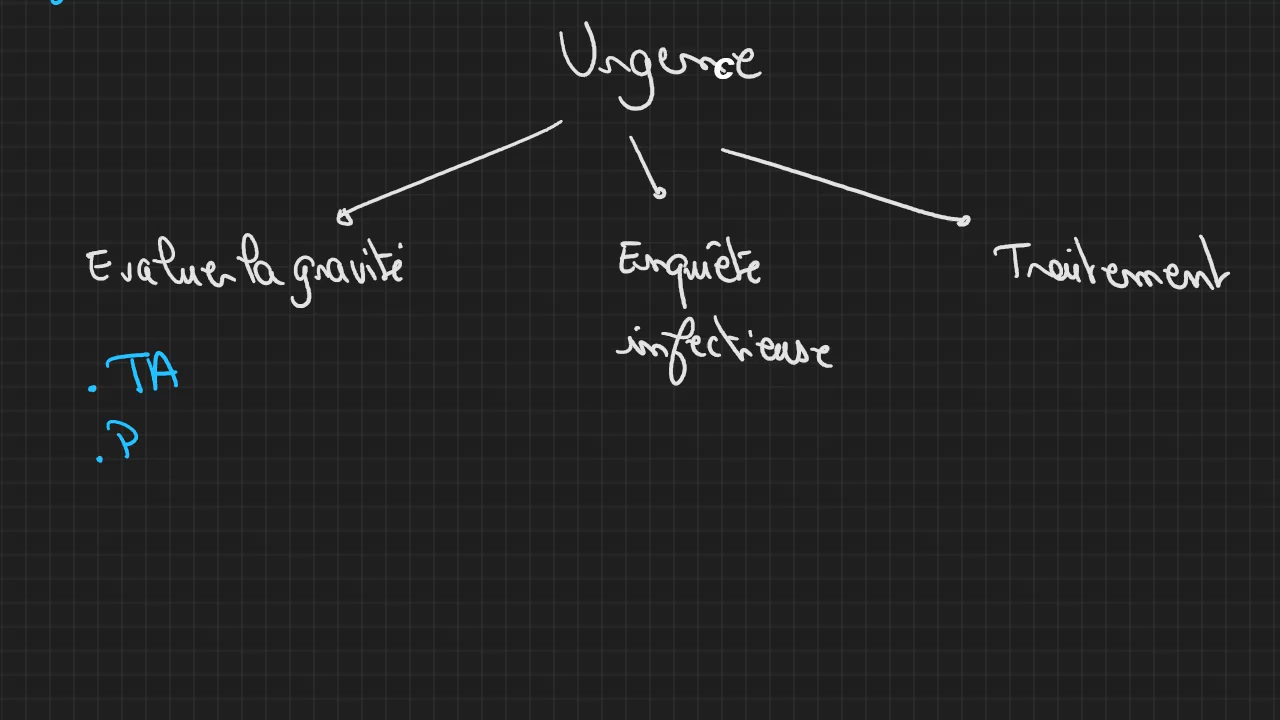 Urgence
Evaluer la gravité
Enquête
infectieuse
Traitement
. TA
. P